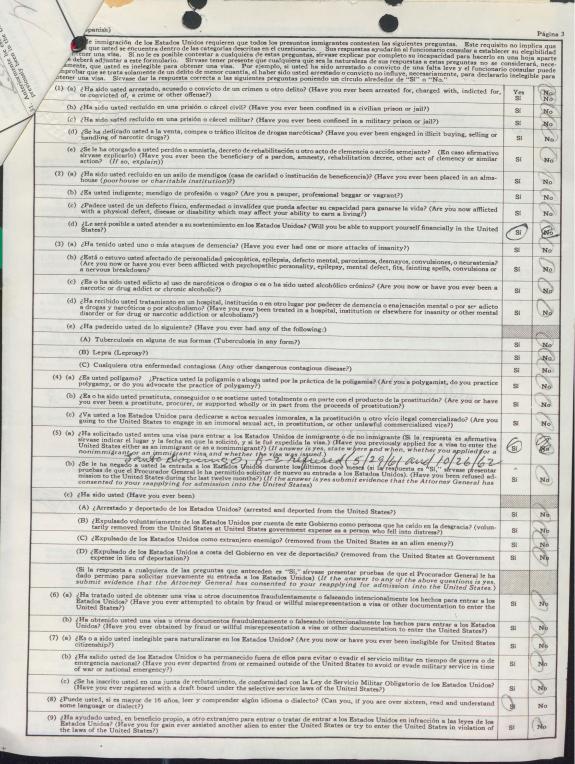 (Spanish)
Página 3
de inmigración de los Estados Unidos requieren que todos los presuntos inmigrantes contesten las siguientes preguntas. Este requisito no implica que
que usted se encuentra dentro de las categorías descritas en el cuestionario. Sus respuestas ayudarán al funcionario consular a establecer su elegibilidad
tener una visa. Si no le es posible contestar a cualquiera de estas preguntas, sírvase explicar por completo su incapacidad para hacerlo en una hoja aparte
deberá adjuntar a este formulario. Sírvase tener presente que cualquiera que sea la naturaleza de sus respuestas a estas preguntas no se considerará, nece-
mente, que usted es inelegible para obtener una visa. Por ejemplo, si usted ha sido arrestado o convicto de una falta leve y el funcionario consular puede
probar que se trata solamente de un delito de menor cuantía, el haber sido usted arrestado o convicto no influye, necesariamente, para declararlo inelegible para
obtener una visa. Sírvase dar la respuesta correcta a las siguientes preguntas poniendo un círculo alrededor de "Sí" o "No."
(1) (a) ¿Ha sido usted arrestado, acusado o convicto de un crimen u otro delito? (Have you ever been arrested for, charged with, indicted for,
or convicted of, a crime or other offense?)
Yes Sí
No No
(b) ¿Ha sido usted recluído en una prisión o cárcel civil? (Have you ever been confined in a civilian prison or jail?)
Sí No
(c) ¿Ha sido usted recluído en una prisión o cárcel militar? (Have you ever been confined in a military prison or jail?)
Sí No
(d) ¿Se ha dedicado usted a la venta, compra o tráfico ilícitos de drogas narcóticas? (Have you ever been engaged in illicit buying, selling or
handling of narcotic drugs?)
Sí No
(e) ¿Se le ha otorgado a usted perdón o amnistía, decreto de rehabilitación u otro acto de clemencia o acción semejante? (En caso afirmativo
sírvase explicarlo) (Have you ever been the beneficiary of a pardon, amnesty, rehabilitation decree, other act of clemency or similar
action? (If so, explain))
Sí No
(2) (a) ¿Ha sido usted recluído en un asilo de mendigos (casa de caridad o institución de beneficencia)? (Have you ever been placed in an alms-
house (poorhouse or charitable institution)?
Sí No
(b) ¿Es usted indigente; mendigo de profesión o vago? (Are you a pauper, professional beggar or vagrant?)
Sí No
(c) ¿Padece usted de un defecto físico, enfermedad o invalidez que pueda afectar su capacidad para ganarse la vida? (Are you now afflicted
with a physical defect, disease or disability which may affect your ability to earn a living?)
Sí No
(d) ¿Le será posible a usted atender a su sostenimiento en los Estados Unidos? (Will you be able to support yourself financially in the United
States?)
Sí No
(3) (a) ¿Ha tenido usted uno o más ataques de demencia? (Have you ever had one or more attacks of insanity?)
Sí No
(b) ¿Está o estuvo usted afectado de personalidad psicopática, epilepsia, defecto mental, paroxismos, desmayos, convulsiones, o neurastenia?
(Are you now or have you ever been afflicted with psychopathic personality, epilepsy, mental defect, fits, fainting spells, convulsions or
a nervous breakdown?
Sí No
(c) ¿Es o ha sido usted adicto al uso de narcóticos o drogas o es o ha sido usted alcohólico crónico? (Are you now or have you ever been a
narcotic or drug addict or chronic alcoholic?)
Sí No
(d) ¿Ha recibido usted tratamiento en un hospital, institución o en otro lugar por padecer de demencia o enajenación mental o por ser adicto
a drogas y narcóticos o por alcoholismo? (Have you ever been treated in a hospital, institution or elsewhere for insanity or other mental
disorder or for drug or narcotic addiction or alcoholism?)
Sí No
(e) ¿Ha padecido usted de lo siguiente? (Have you ever had any of the following:)
(A) Tuberculosis en alguna de sus formas (Tuberculosis in any form?)
Sí No
(B) Lepra (Leprosy?)
Sí No
(C) Cualquiera otra enfermedad contagiosa (Any other dangerous contagious disease?)
Sí No
(4) (a) ¿Es usted polígamo? ¿Practica usted la poligamia o aboga usted por la práctica de la poligamia? (Are you a polygamist, do you practice
polygamy, or do you advocate the practice of polygamy?)
Sí No
(b) ¿Es o ha sido usted prostituta, conseguidor o se sostiene usted totalmente o en parte con el producto de la prostitución? (Are you or have
you ever been a prostitute, procurer, or supported wholly or in part from the proceeds of prostitution?)
Sí No
(c) ¿Va usted a los Estados Unidos para dedicarse a actos sexuales inmorales, a la prostitución u otro vicio ilegal comercializado? (Are you
going to the United States to engage in an immoral sexual act, in prostitution, or other unlawful commercialized vice?)
Sí No
(5) (a) ¿Ha solicitado usted antes una visa para entrar a los Estados Unidos de inmigrante o de no inmigrante (Si la respuesta es afirmativa
sírvase indicar el lugar y la fecha en que la solicitó, y si le fué expedida la visa.) (Have you previously applied for a visa to enter the
United States either as an immigrant or nonimmigrant?) (If answer is yes, state where and when, whether you applied for a
nonimmigrant or an immigrant visa and whether the visa was issued.)
Sí No
Santo Domingo, B-2 refused (5/29/61 and 10/26/62
(b) ¿Se le ha negado a usted la entrada a los Estados Unidos durante los últimos doce meses (si la respuesta es "Sí," sírvase presentar
pruebas de que el Procurador General le ha permitido solicitar de nuevo su entrada a los Estados Unidos). (Have you been refused ad-
mission to the United States during the last twelve months?) (If the answer is yes submit evidence that the Attorney General has
consented to your reapplying for admission into the United States)
Sí No
(c) ¿Ha sido usted (Have you ever been)
(A) ¿Arrestado y deportado de los Estados Unidos? (arrested and deported from the United States?)
Sí No
(B) ¿Expulsado voluntariamente de los Estados Unidos por cuenta de este Gobierno como persona que ha caído en la desgracia? (volun-
tarily removed from the United States at United States government expense as a person who fell into distress?)
Sí No
(C) ¿Expulsado de los Estados Unidos como extranjero enemigo? (removed from the United States as an alien enemy?)
Sí No
(D) ¿Expulsado de los Estados Unidos a costa del Gobierno en vez de deportación? (removed from the United States at Government
expense in lieu of deportation?)
Sí No
(Si la respuesta a cualquiera de las preguntas que anteceden es "Sí," sírvase presentar pruebas de que el Procurador General le ha
dado permiso para solicitar nuevamente su entrada a los Estados Unidos) (If the answer to any of the above questions is yes,
submit evidence that the Attorney General has consented to your reapplying for admission into the United States.)
(6) (a) ¿Ha tratado usted de obtener una visa u otros documentos fraudulentamente o falseando intencionalmente los hechos para entrar a los
Estados Unidos? (Have you ever attempted to obtain by fraud or willful misrepresentation a visa or other documentation to enter the
United States?)
Sí No
(b) ¿Ha obtenido usted una visa u otros documentos fraudulentamente o falseando intencionalmente los hechos para entrar a los Estados
Unidos? (Have you ever obtained by fraud or willful misrepresentation a visa or other documentation to enter the United States?)
Sí No
(7) (a) ¿Es o a sido usted inelegible para naturalizarse en los Estados Unidos? (Are you now or have you ever been ineligible for United States
citizenship?)
Sí No
(b) ¿Ha salido usted de los Estados Unidos o ha permanecido fuera de ellos para evitar o evadir el servicio militar en tiempo de guerra o de
emergencia nacional? (Have you ever departed from or remained outside of the United States to avoid or evade military service in time
of war or national emergency?)
Sí No
(c) ¿Se ha inscrito usted en una junta de reclutamiento, de conformidad con la Ley de Servicio Militar Obligatorio de los Estados Unidos?
(Have you ever registered with a draft board under the selective service laws of the United States?)
Sí No
(8) ¿Puede usted, si es mayor de 16 años, leer y comprender algún idioma o dialecto? (Can you, if you are over sixteen, read and understand
some language or dialect?)
Sí No
(9) ¿Ha ayudado usted, en beneficio propio, a otro extranjero para entrar o tratar de entrar a los Estados Unidos en infracción a las leyes de los
Estados Unidos? (Have you for gain ever assisted another alien to enter the United States or try to enter the United States in violation of
the laws of the United States?)
Sí No